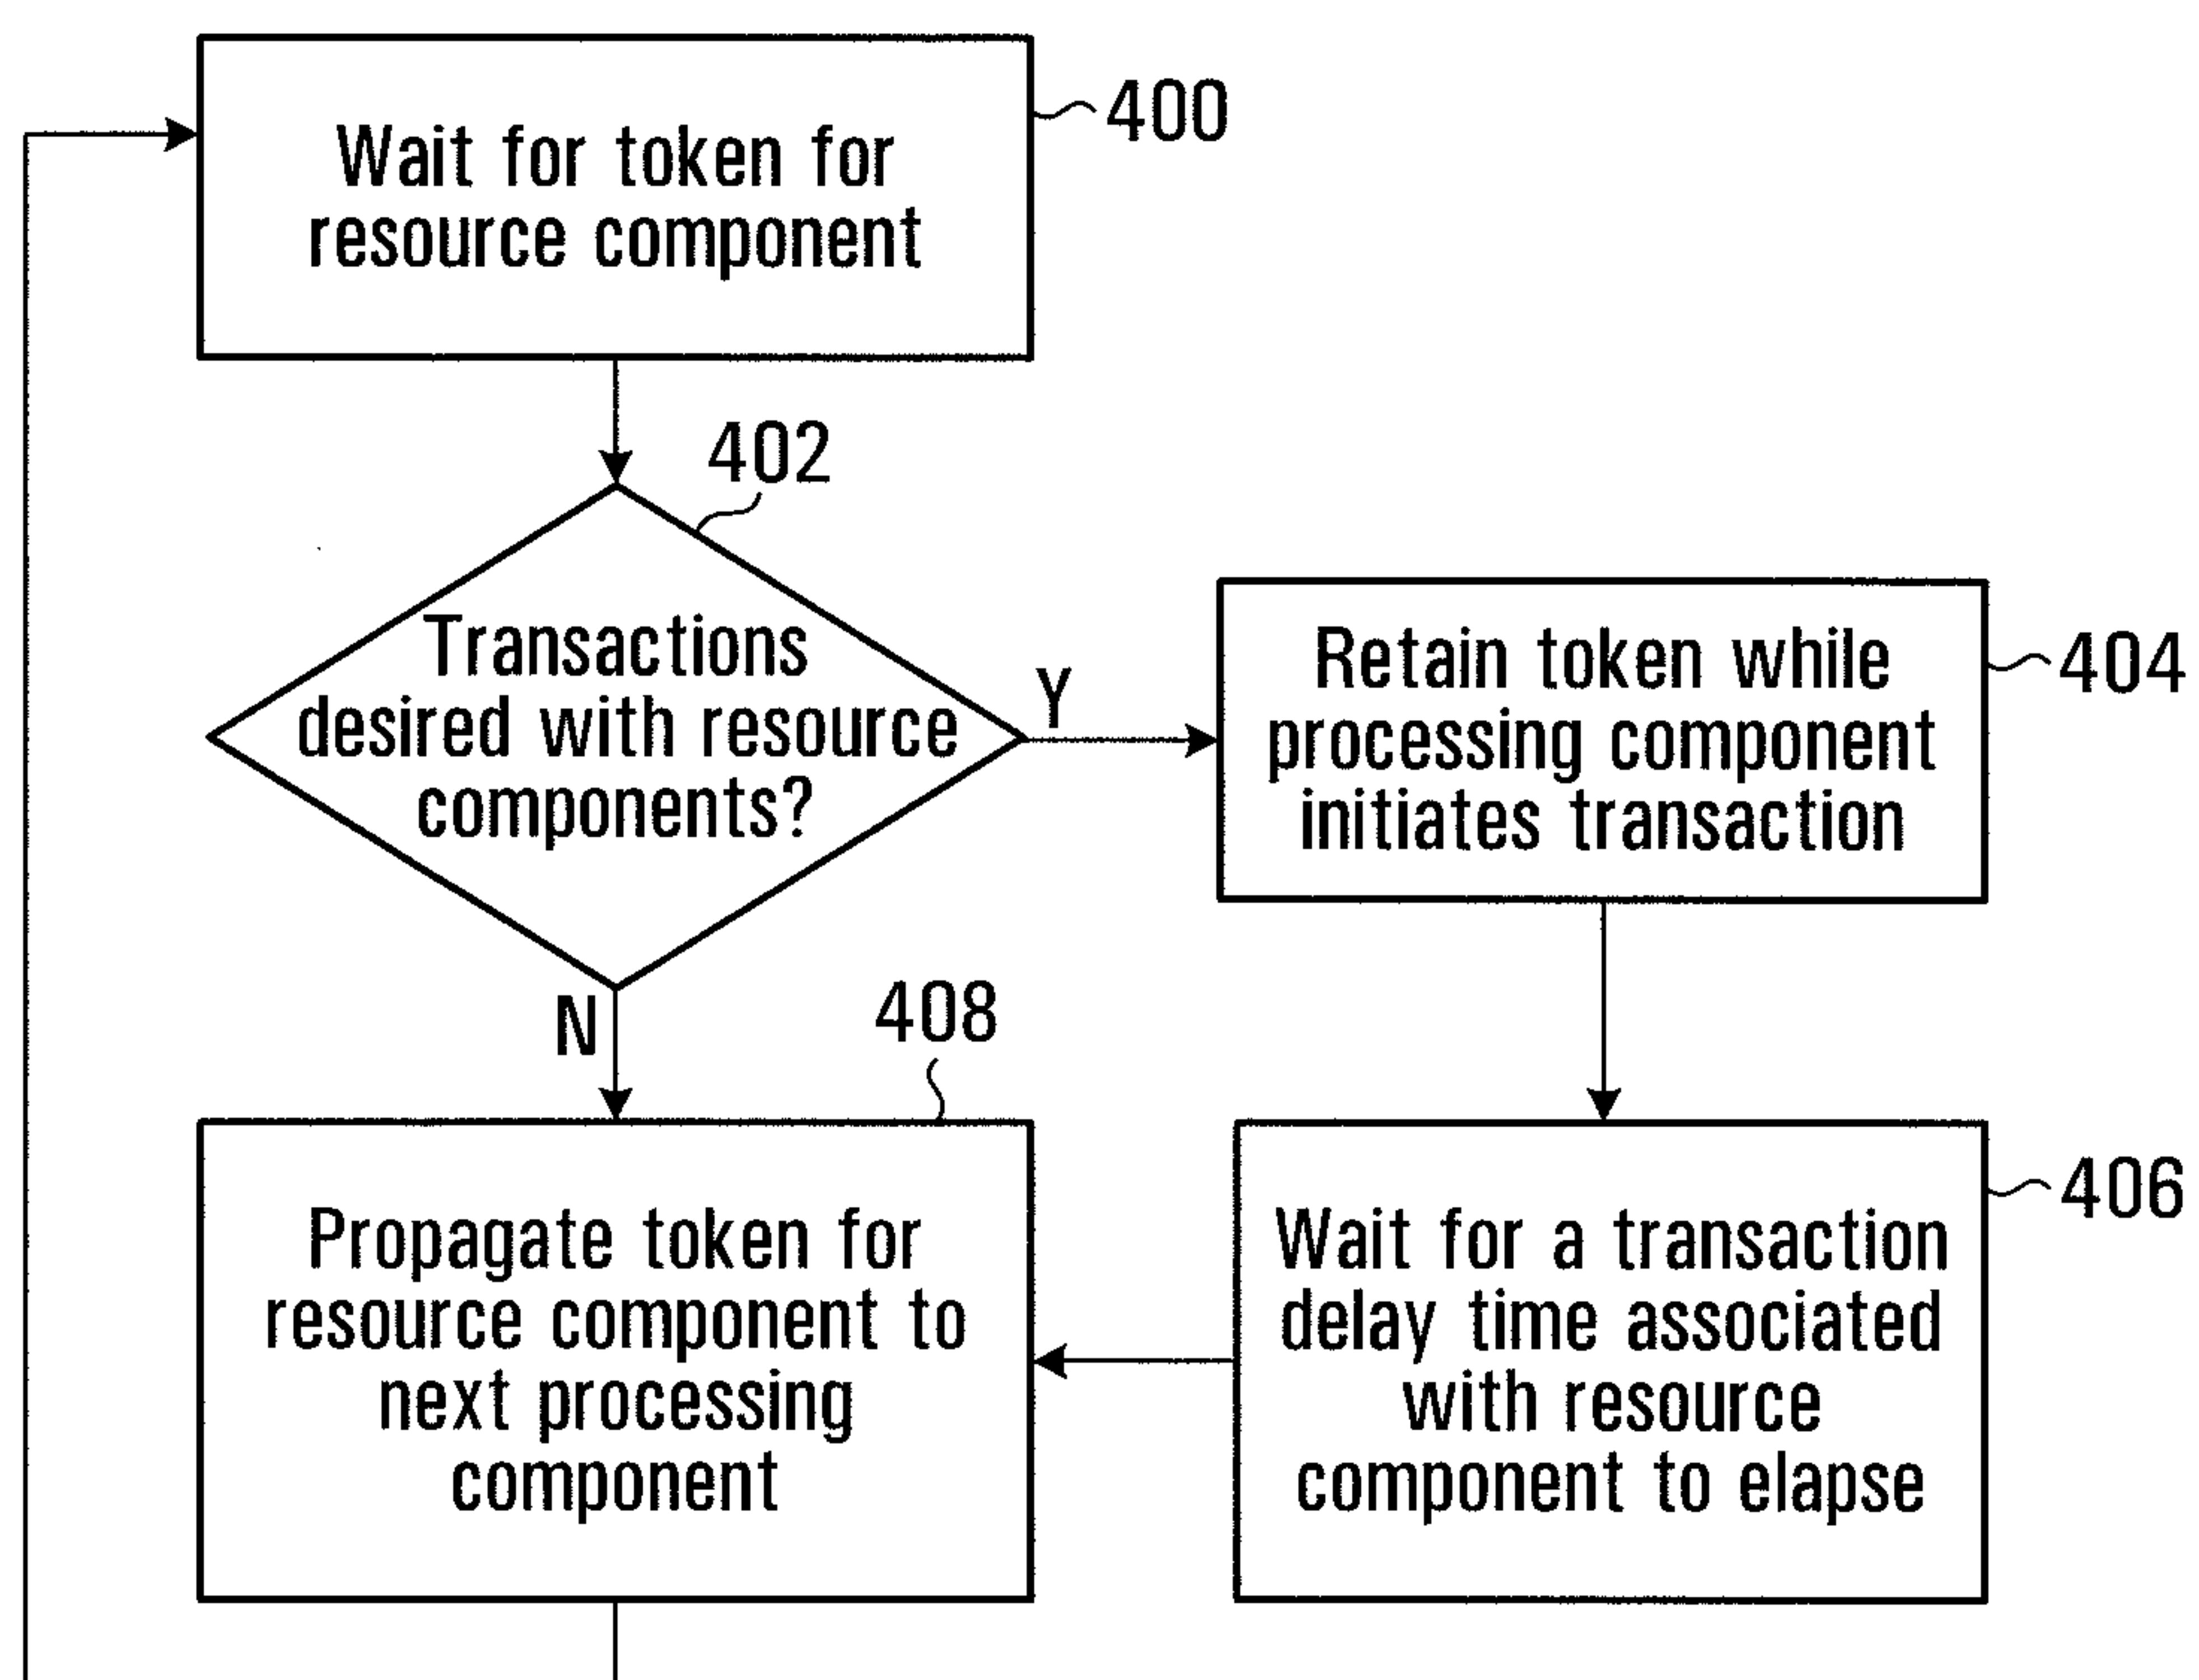 Wait for token for
resource component
400
402
Transactions
desired with resource
components?
Y
Retain token while
processing component
initiates transaction
404
N
408
Propagate token for
resource component to
next processing
component
Wait for a transaction
delay time associated
with resource
component to elapse
406